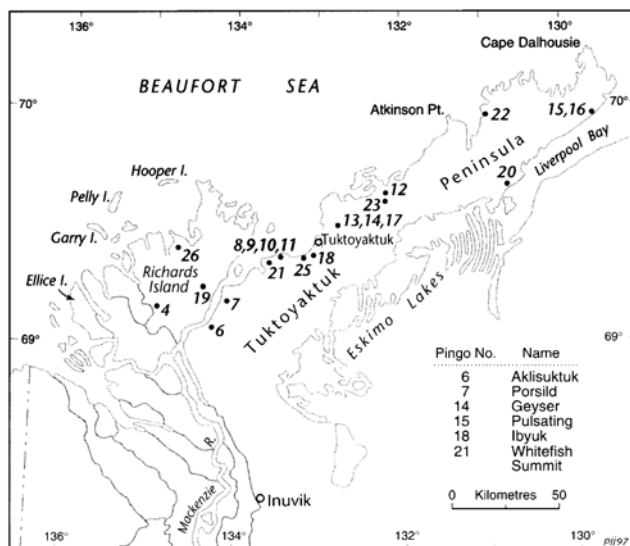 136°
134°
133°
132°
131°
130°
129°
Cape Dalhousie
BEAUFORT SEA
70°
70°
Atkinson Pt.
22
15,16
Peninsula
Liverpool Bay
Hooper I.
Pelly I.
12
20
23
13,14,17
Garry I.
8,9,10,11
Tuktoyaktuk
26
21
25
18
Richards
Island
Ellice I.
19
7
4
6
Tuktoyaktuk
Eskimo Lakes
69°
69°
Pingo No. Name
6 Aklisuktuk
7 Porsild
14 Geyser
15 Pulsating
18 Ibyuk
21 Whitefish
Summit
R.
Mackenzie
Inuvik
0 Kilometres 50
136°
134°
132°
130°
pjj97